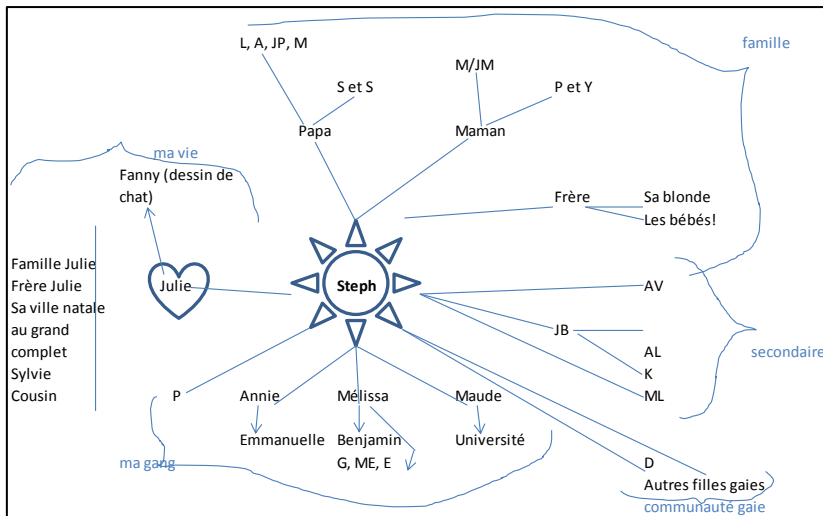 L, A, JP, M
famille
M/JM
S et S
P et Y
Papa
Maman
ma vie
Fanny (dessin de
chat)
Frère
Sa blonde
Les bébés!
Famille Julie
Frère Julie
Sa ville natale
au grand
complet
Sylvie
Cousin
Julie
Steph
AV
JB
AL
K
ML
secondaire
P
Annie
Mélissa
Maude
Emmanuelle
Benjamin
G, ME, E
Université
ma gang
D
Autres filles gaies
communauté gaie